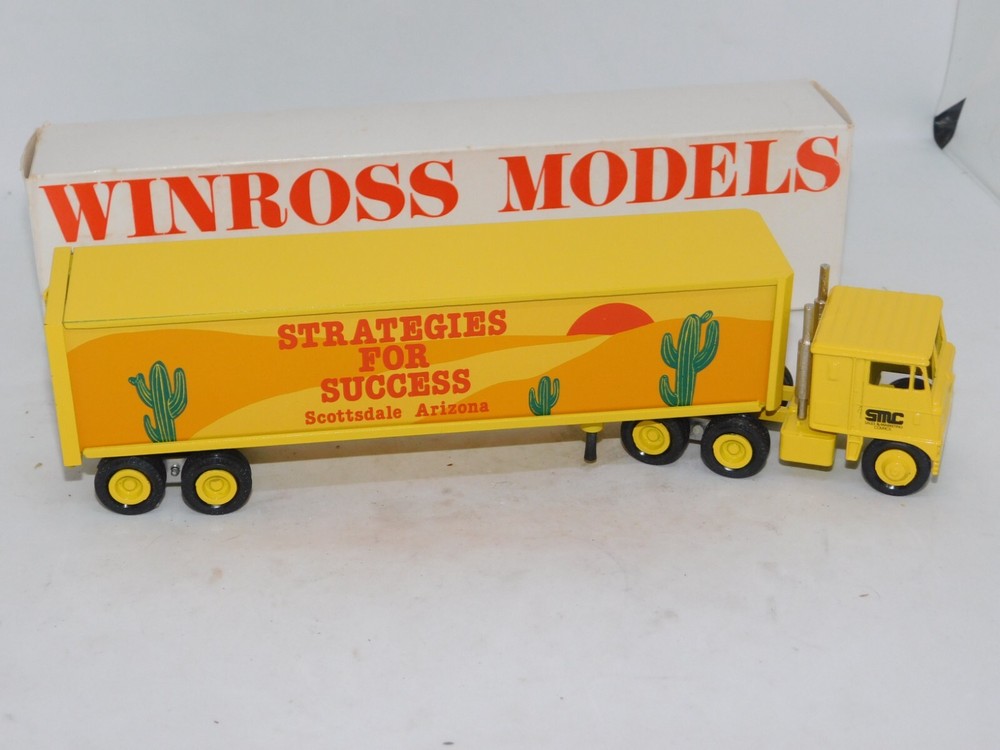 WINROSS MODELS
STRATEGIES
FOR
SUCCESS
Scottsdale Arizona
SMC